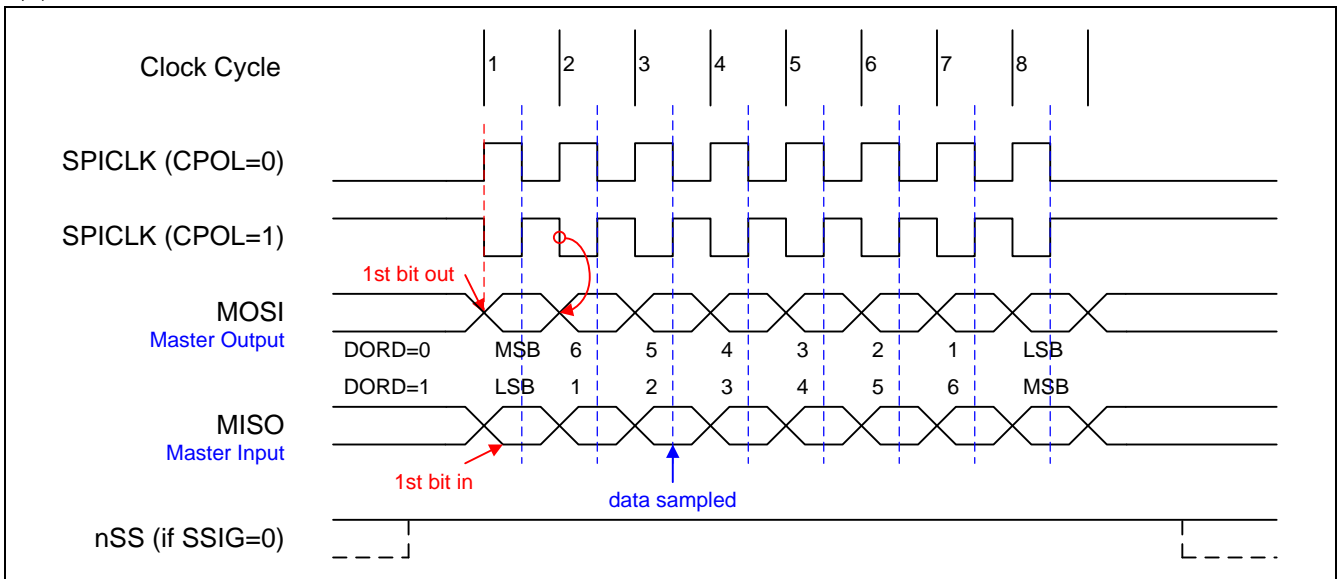 Clock Cycle 1 2 3 4 5 6 7 8
SPICLK (CPOL=0)
SPICLK (CPOL=1)
1st bit out
MOSI
Master Output
DORD=0 MSB 6 5 4 3 2 1 LSB
DORD=1 LSB 1 2 3 4 5 6 MSB
MISO
Master Input
1st bit in
data sampled
nSS (if SSIG=0)